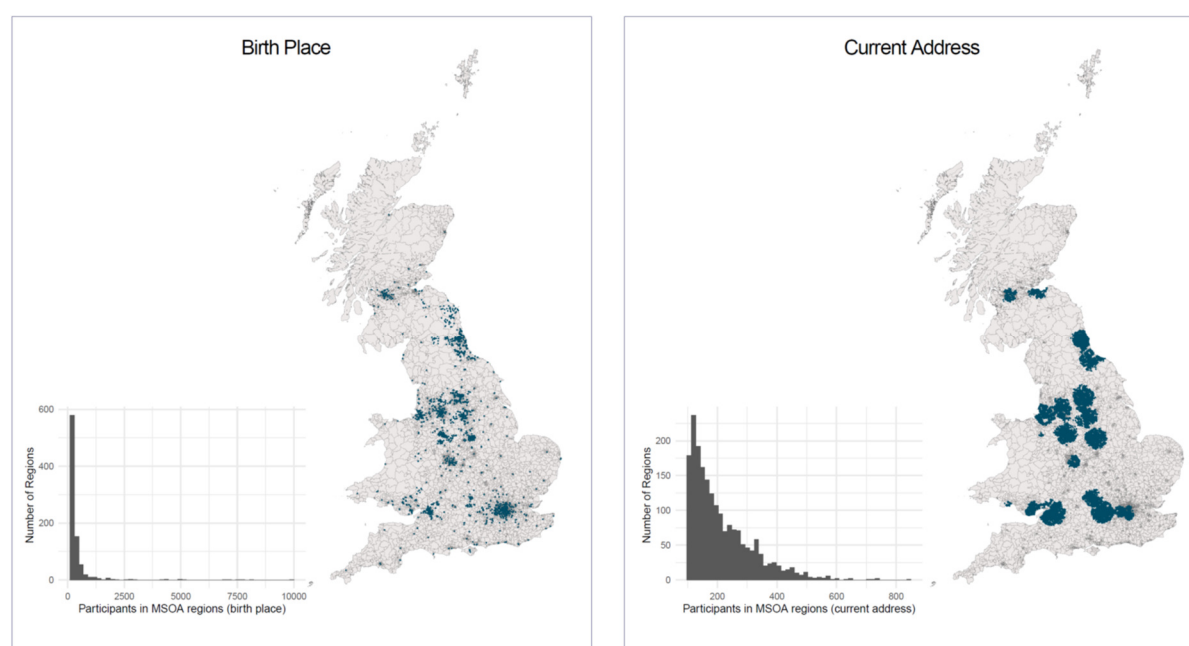 Birth Place
600
400
200
0
Number of Regions
0 2500 5000 7500 10000
Participants in MSOA regions (birth place)
Current Address
200
150
100
50
0
Number of Regions
200 400 600 800
Participants in MSOA regions (current address)